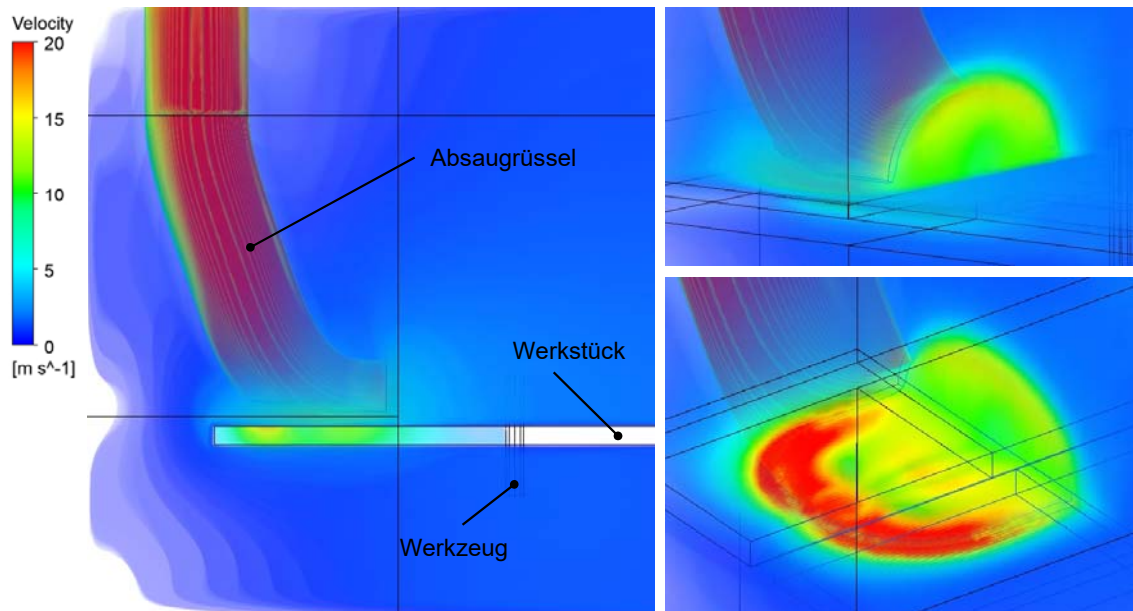 Velocity
20
15
10
5
0
[m s^-1]
Absaugrüssel
Werkstück
Werkzeug